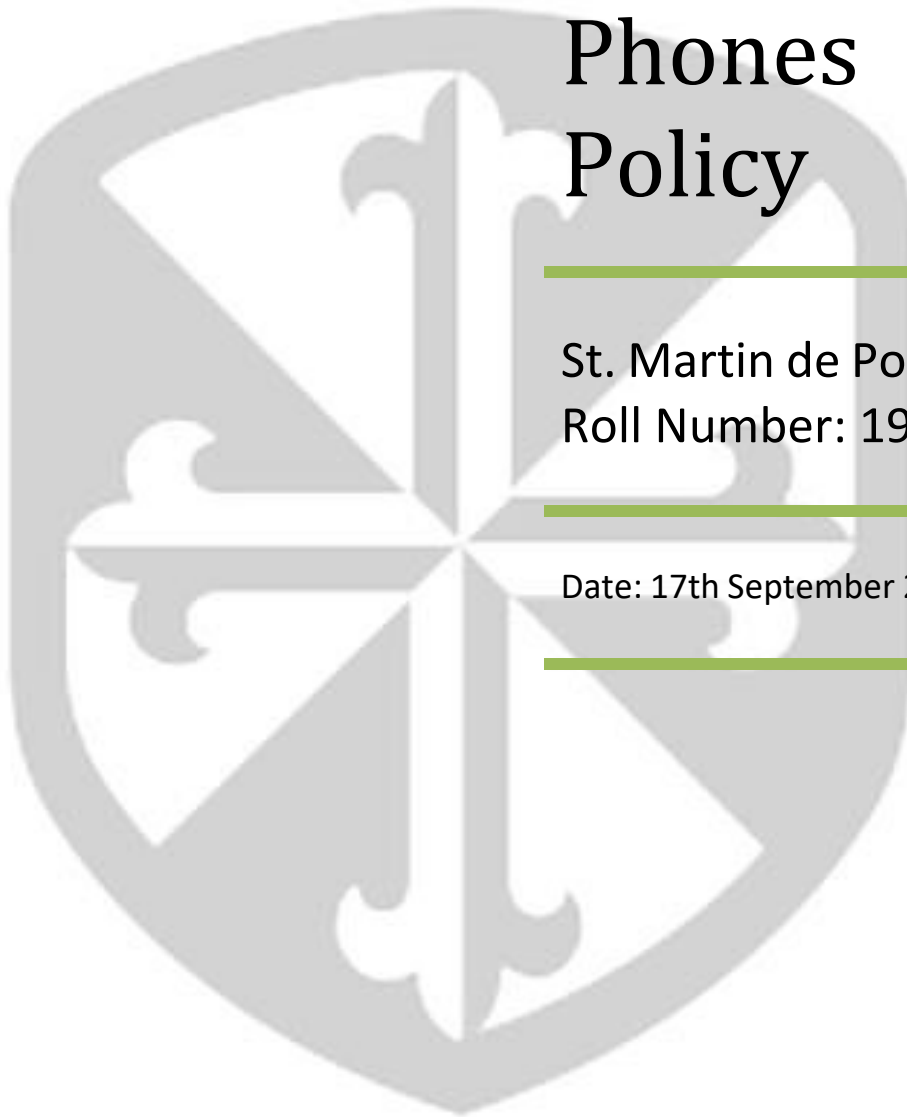 Phones
Policy
St. Martin de Po
Roll Number: 19
Date: 17th September